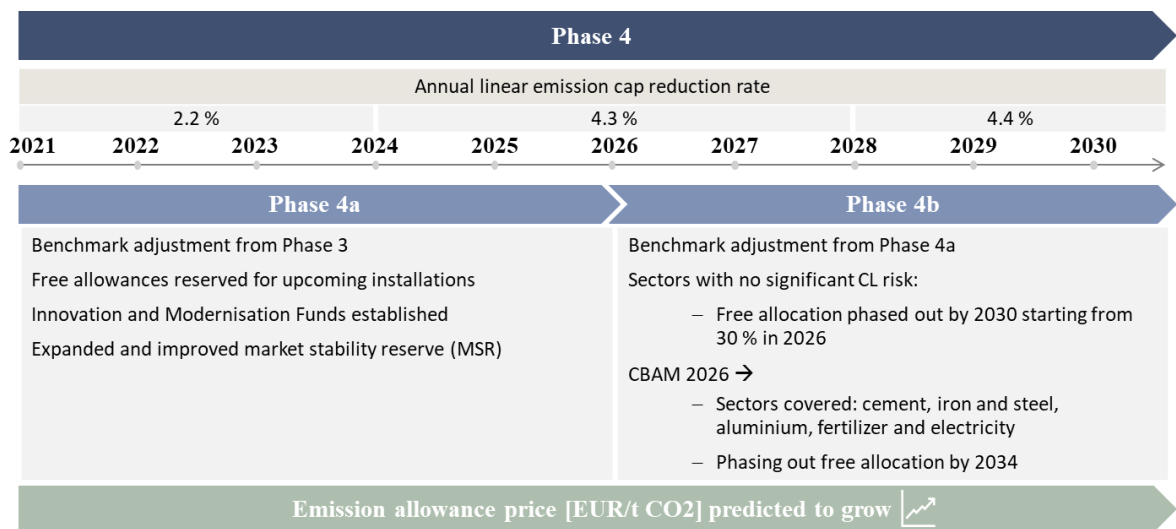 Phase 4
Annual linear emission cap reduction rate
2.2 % 4.3 % 4.4 %
2021 2022 2023 2024 2025 2026 2027 2028 2029 2030
Phase 4a
Phase 4b
Benchmark adjustment from Phase 3
Free allowances reserved for upcoming installations
Innovation and Modernisation Funds established
Expanded and improved market stability reserve (MSR)
Benchmark adjustment from Phase 4a
Sectors with no significant CL risk:
– Free allocation phased out by 2030 starting from
30 % in 2026
CBAM 2026 →
– Sectors covered: cement, iron and steel,
aluminium, fertilizer and electricity
– Phasing out free allocation by 2034
Emission allowance price [EUR/t CO2] predicted to grow